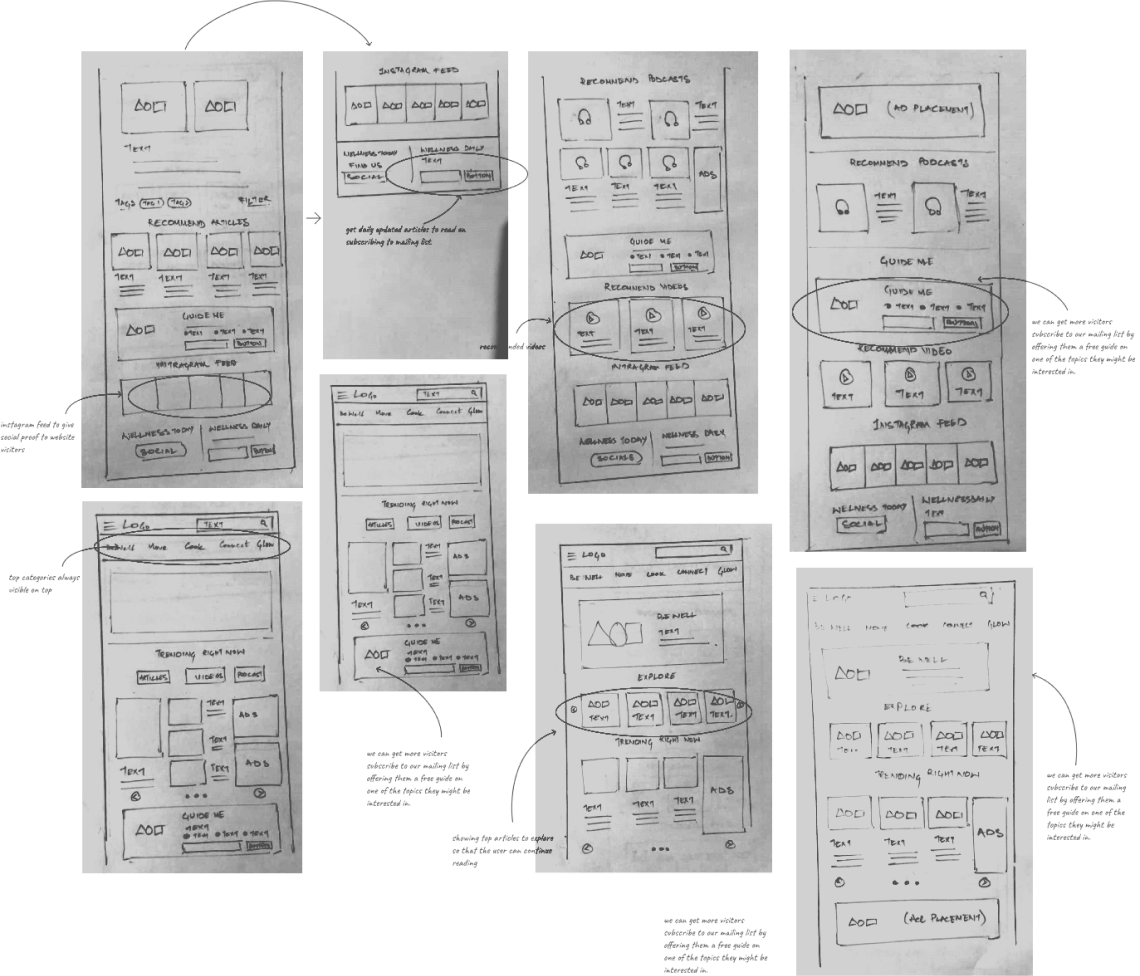 TEXT
TAGS TAG 1 TAG 2 FILTER
RECOMMEND ARTICLES
TEXT TEXT TEXT TEXT
GUIDE ME
TEXT TEXT TEXT
BUTTON
INSTAGRAM FEED
WELLNESS TODAY WELLNESS DAILY
SOCIAL BUTTON
instagram feed to give
social proof to website
visitors
INSTAGRAM FEED
WELLNESS TODAY WELLNESS DAILY
FIND US TEXT
SOCIAL BUTTON
get daily updated articles to read on
subscribing to mailing list
RECOMMEND PODCASTS
TEXT TEXT
ADS
TEXT TEXT TEXT
GUIDE ME
TEXT TEXT TEXT
BUTTON
RECOMMEND VIDEOS
TEXT TEXT TEXT
recommended videos
INSTAGRAM FEED
WELLNESS TODAY WELLNESS DAILY
SOCIALS BUTTON
(AD PLACEMENT)
RECOMMEND PODCASTS
TEXT TEXT
GUIDE ME
GUIDE ME
TEXT TEXT TEXT
BUTTON
we can get more visitors
subscribe to our mailing list by
offering them a free guide on
one of the topics they might be
interested in.
RECOMMEND VIDEO
TEXT TEXT TEXT
INSTAGRAM FEED
WELLNESS TODAY WELLNESSDAILY
SOCIAL TEXT
BUTTON
LOGO TEXT
Be Well Move Cook Connect Glow
top categories always
visible on top
TRENDING RIGHT NOW
ARTICLES VIDEOS PODCAST
TEXT
TEXT
TEXT
ADS
ADS
TEXT
GUIDE ME
TEXT
TEXT TEXT TEXT
BUTTON
LOGO TEXT
Be Well Move Cook Connect Glow
TRENDING RIGHT NOW
ARTICLES VIDEOS PODCAST
TEXT
TEXT
TEXT
ADS
ADS
TEXT
GUIDE ME
TEXT
TEXT TEXT TEXT
BUTTON
we can get more visitors
subscribe to our mailing list by
offering them a free guide on
one of the topics they might be
interested in.
LOGO
BE WELL MOVE COOK CONNECT GLOW
BE WELL
TEXT
EXPLORE
TEXT TEXT TEXT TEXT
TRENDING RIGHT NOW
ADS
TEXT TEXT TEXT
showing top articles to explore
so that the user can continue
reading
LOGO
BE WELL MOVE COOK CONNECT GLOW
BE WELL
EXPLORE
TEXT TEXT TEXT
TRENDING RIGHT NOW
ADS
TEXT TEXT TEXT
PLACEMENT)
we can get more visitors
subscribe to our mailing
list by offering them a
free guide on one of the
topics they might be
interested in.
we can get more visitors
subscribe to our mailing list by
offering them a free guide on
one of the topics they might be
interested in.